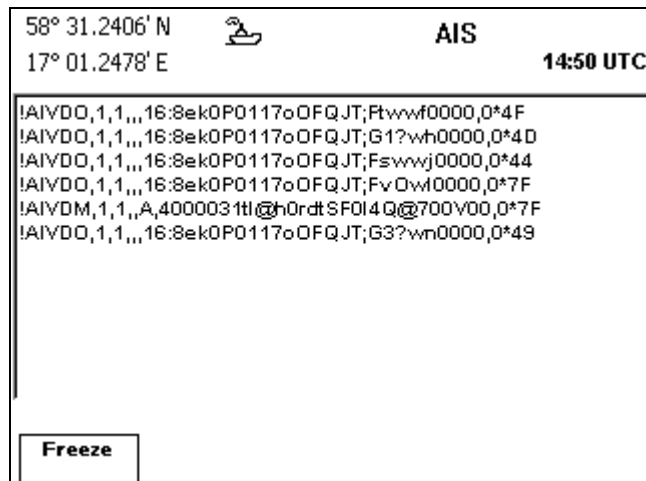 58° 31.2406' N
AIS
17° 01.2478' E
14:50 UTC
!AIVDO,1,1,,,16:8ek0P0117oOFQJT;Ftwwf0000,0*4F
!AIVDO,1,1,,,16:8ek0P0117oOFQJT;G1?wh0000,0*4D
!AIVDO,1,1,,,16:8ek0P0117oOFQJT;Fswwj0000,0*44
!AIVDO,1,1,,,16:8ek0P0117oOFQJT;FvOwl0000,0*7F
!AIVDM,1,1,,A,4000031tl@h0rdtSF0l4Q@700V00,0*7F
!AIVDO,1,1,,,16:8ek0P0117oOFQJT;G3?wn0000,0*49
Freeze